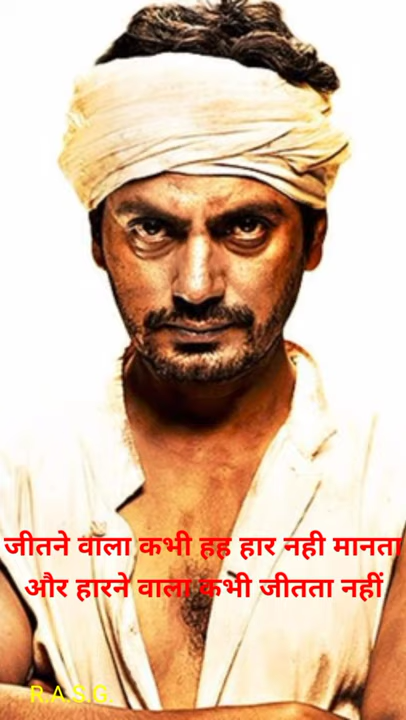 जीतने वाला कभी हह हार नही मानता
और हारने वाला कभी जीतता नहीं
R.A.S.G